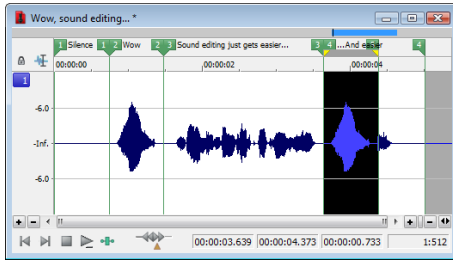 Wow, sound editing... *
1 Silence 1 2 Wow 2 3 Sound editing just gets easier... 3 4 ...And easier 4
00:00:00 ,00:00:02 ,00:00:04
1
-6.0
-Inf.
-6.0
00:00:03.639 00:00:04.373 00:00:00.733 1:512